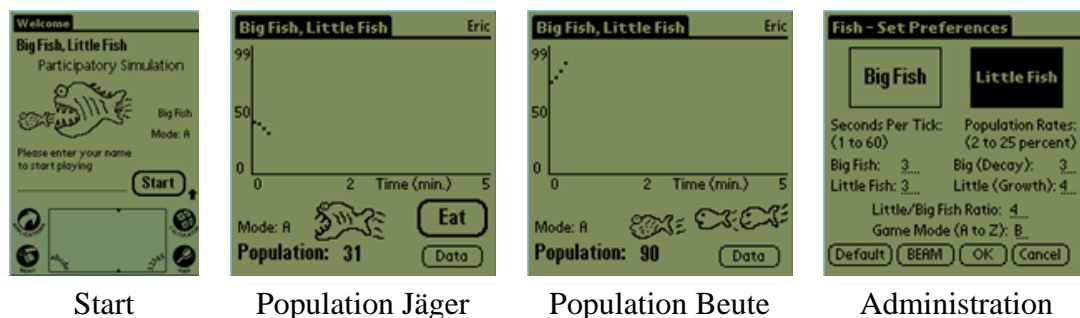 Welcome
Big Fish, Little Fish
Participatory Simulation
Big Fish
Mode: A
Please enter your name
to start playing
Start
Start
Big Fish, Little Fish Eric
99
50
0
0 2 Time (min.) 5
Mode: A
Eat
Population: 31 Data
Population Jäger
Big Fish, Little Fish Eric
99
50
0
0 2 Time (min.) 5
Mode: A
Population: 90 Data
Population Beute
Fish - Set Preferences
Big Fish Little Fish
Seconds Per Tick: Population Rates:
(1 to 60) (2 to 25 percent)
Big Fish: 3 Big (Decay): 3
Little Fish: 3 Little (Growth): 4
Little/Big Fish Ratio: 4
Game Mode (A to Z): B
Default BEAM OK Cancel
Administration